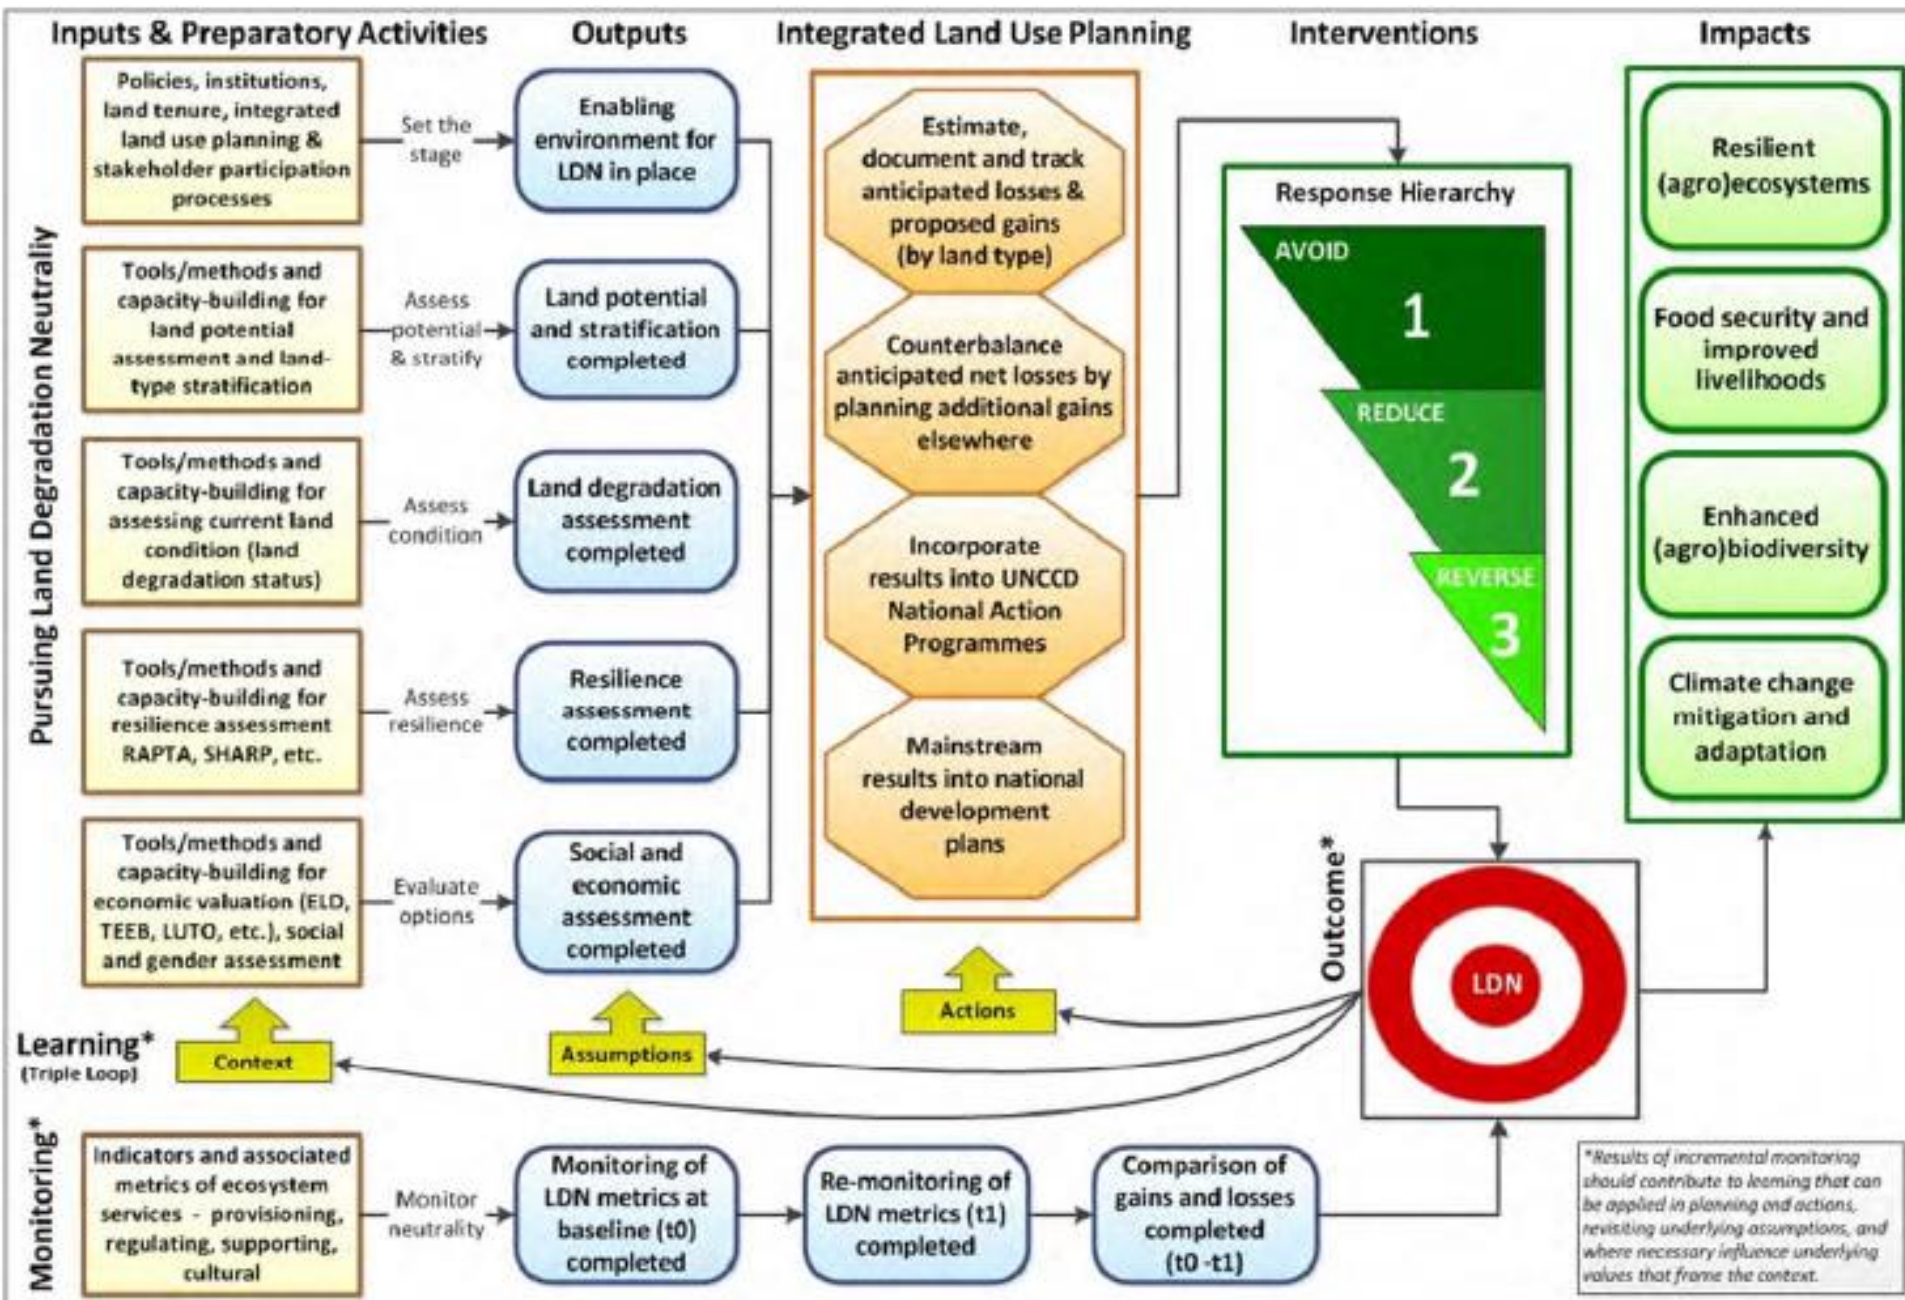 Inputs & Preparatory Activities
Outputs
Integrated Land Use Planning
Interventions
Impacts
Pursuing Land Degradation Neutraliy
Policies, institutions,
land tenure, integrated
land use planning &
stakeholder participation
processes
Set the
stage
Enabling
environment for
LDN in place
Tools/methods and
capacity-building for
land potential
assessment and land-
type stratification
Assess
potential
& stratify
Land potential
and stratification
completed
Tools/methods and
capacity-building for
assessing current land
condition (land
degradation status)
Assess
condition
Land degradation
assessment
completed
Tools/methods and
capacity-building for
resilience assessment
RAPTA, SHARP, etc.
Assess
resilience
Resilience
assessment
completed
Tools/methods and
capacity-building for
economic valuation (ELD,
TEEB, LUTO, etc.), social
and gender assessment
Evaluate
options
Social and
economic
assessment
completed
Estimate,
document and track
anticipated losses &
proposed gains
(by land type)
Counterbalance
anticipated net losses by
planning additional gains
elsewhere
Incorporate
results into UNCCD
National Action
Programmes
Mainstream
results into national
development
plans
Response Hierarchy
AVOID
1
REDUCE
2
REVERSE
3
Resilient
(agro)ecosystems
Food security and
improved
livelihoods
Enhanced
(agro)biodiversity
Climate change
mitigation and
adaptation
Outcome*
LDN
Learning*
(Triple Loop)
Context
Assumptions
Actions
Monitoring*
Indicators and associated
metrics of ecosystem
services - provisioning,
regulating, supporting,
cultural
Monitor
neutrality
Monitoring of
LDN metrics at
baseline (t0)
completed
Re-monitoring of
LDN metrics (t1)
completed
Comparison of
gains and losses
completed
(t0 -t1)
*Results of incremental monitoring
should contribute to learning that can
be applied in planning and actions,
revisiting underlying assumptions, and
where necessary influence underlying
values that frame the context.